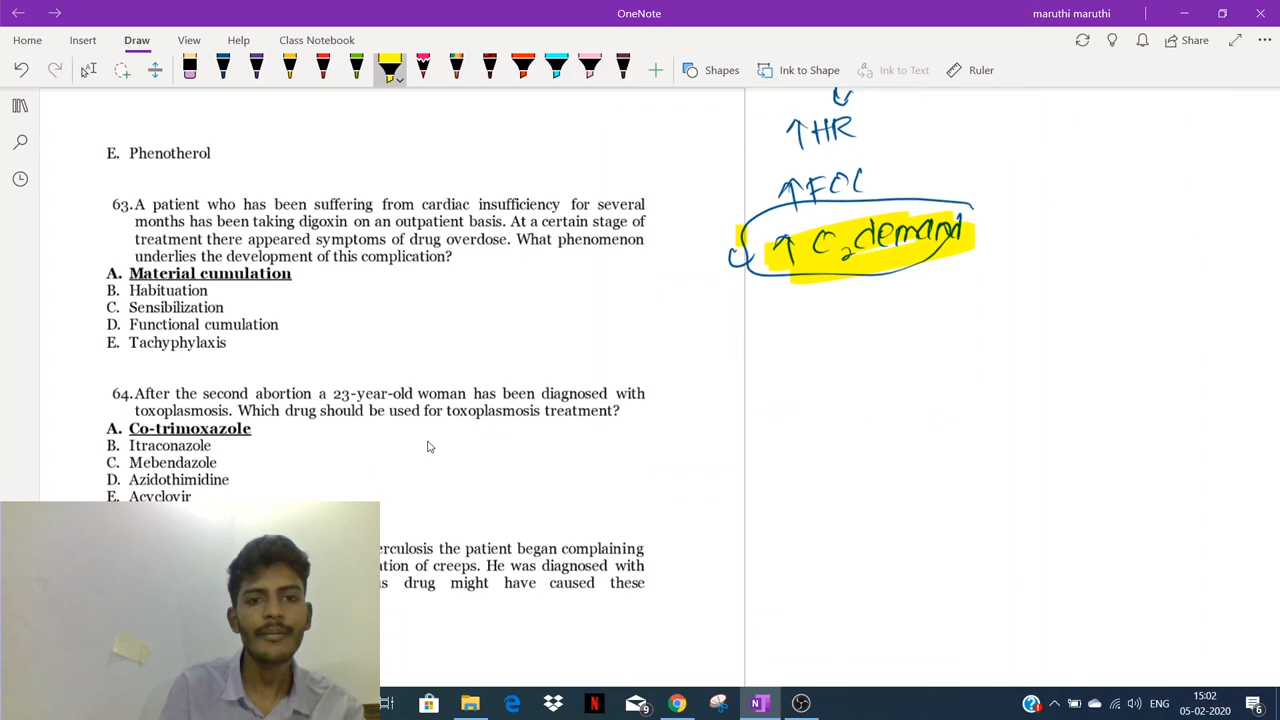 OneNote
maruthi maruthi
Home
Insert
Draw
View
Help
Class Notebook
Share
Shapes
Ink to Shape
Ink to Text
Ruler
E. Phenotherol
63. A patient who has been suffering from cardiac insufficiency for several
months has been taking digoxin on an outpatient basis. At a certain stage of
treatment there appeared symptoms of drug overdose. What phenomenon
underlies the development of this complication?
A. Material cumulation
B. Habituation
C. Sensibilization
D. Functional cumulation
E. Tachyphylaxis
64. After the second abortion a 23-year-old woman has been diagnosed with
toxoplasmosis. Which drug should be used for toxoplasmosis treatment?
A. Co-trimoxazole
B. Itraconazole
C. Mebendazole
D. Azidothimidine
E. Acyclovir
erculosis the patient began complaining
ation of creeps. He was diagnosed with
s drug might have caused these
↑HR
↑ C₂ demand
ENG
15:02
05-02-2020
9
6